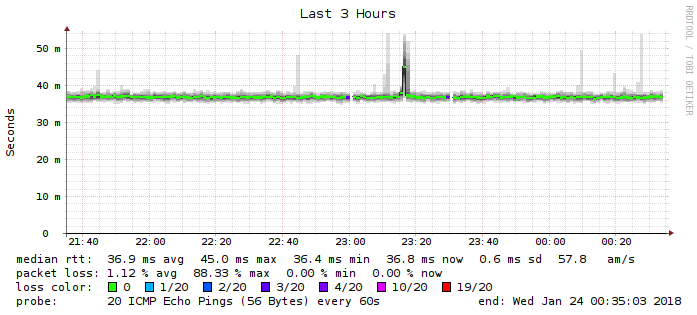 Last 3 Hours
RRDTOOL / TOBI OETIKER
Seconds
50 m
40 m
30 m
20 m
10 m
0
21:40 22:00 22:20 22:40 23:00 23:20 23:40 00:00 00:20
median rtt: 36.9 ms avg 45.0 ms max 36.4 ms min 36.8 ms now 0.6 ms sd 57.8 am/s
packet loss: 1.12 % avg 88.33 % max 0.00 % min 0.00 % now
loss color: 0 1/20 2/20 3/20 4/20 10/20 19/20
probe: 20 ICMP Echo Pings (56 Bytes) every 60s end: Wed Jan 24 00:35:03 2018